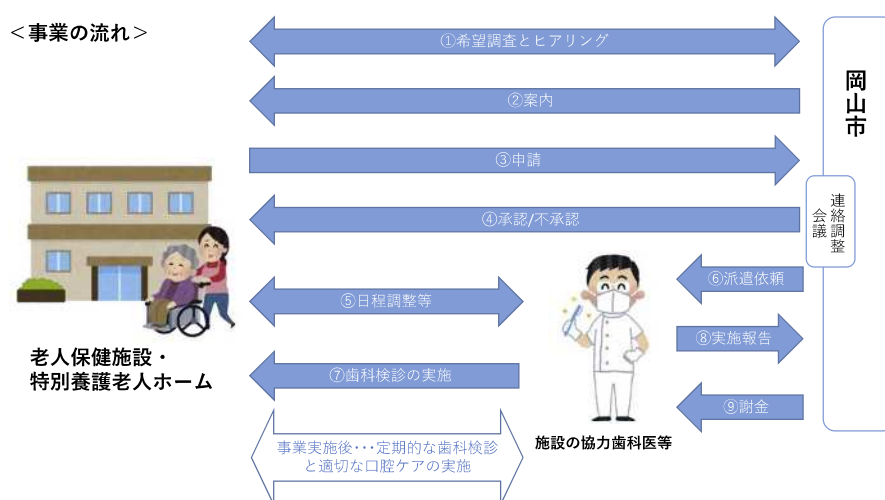 ＜事業の流れ＞
①希望調査とヒアリング
②案内
③申請
④承認/不承認
岡山市
連絡調整
会議
⑤日程調整等
⑥派遣依頼
⑧実施報告
⑦歯科検診の実施
⑨謝金
老人保健施設・
特別養護老人ホーム
施設の協力歯科医等
事業実施後･･･定期的な歯科検診
と適切な口腔ケアの実施